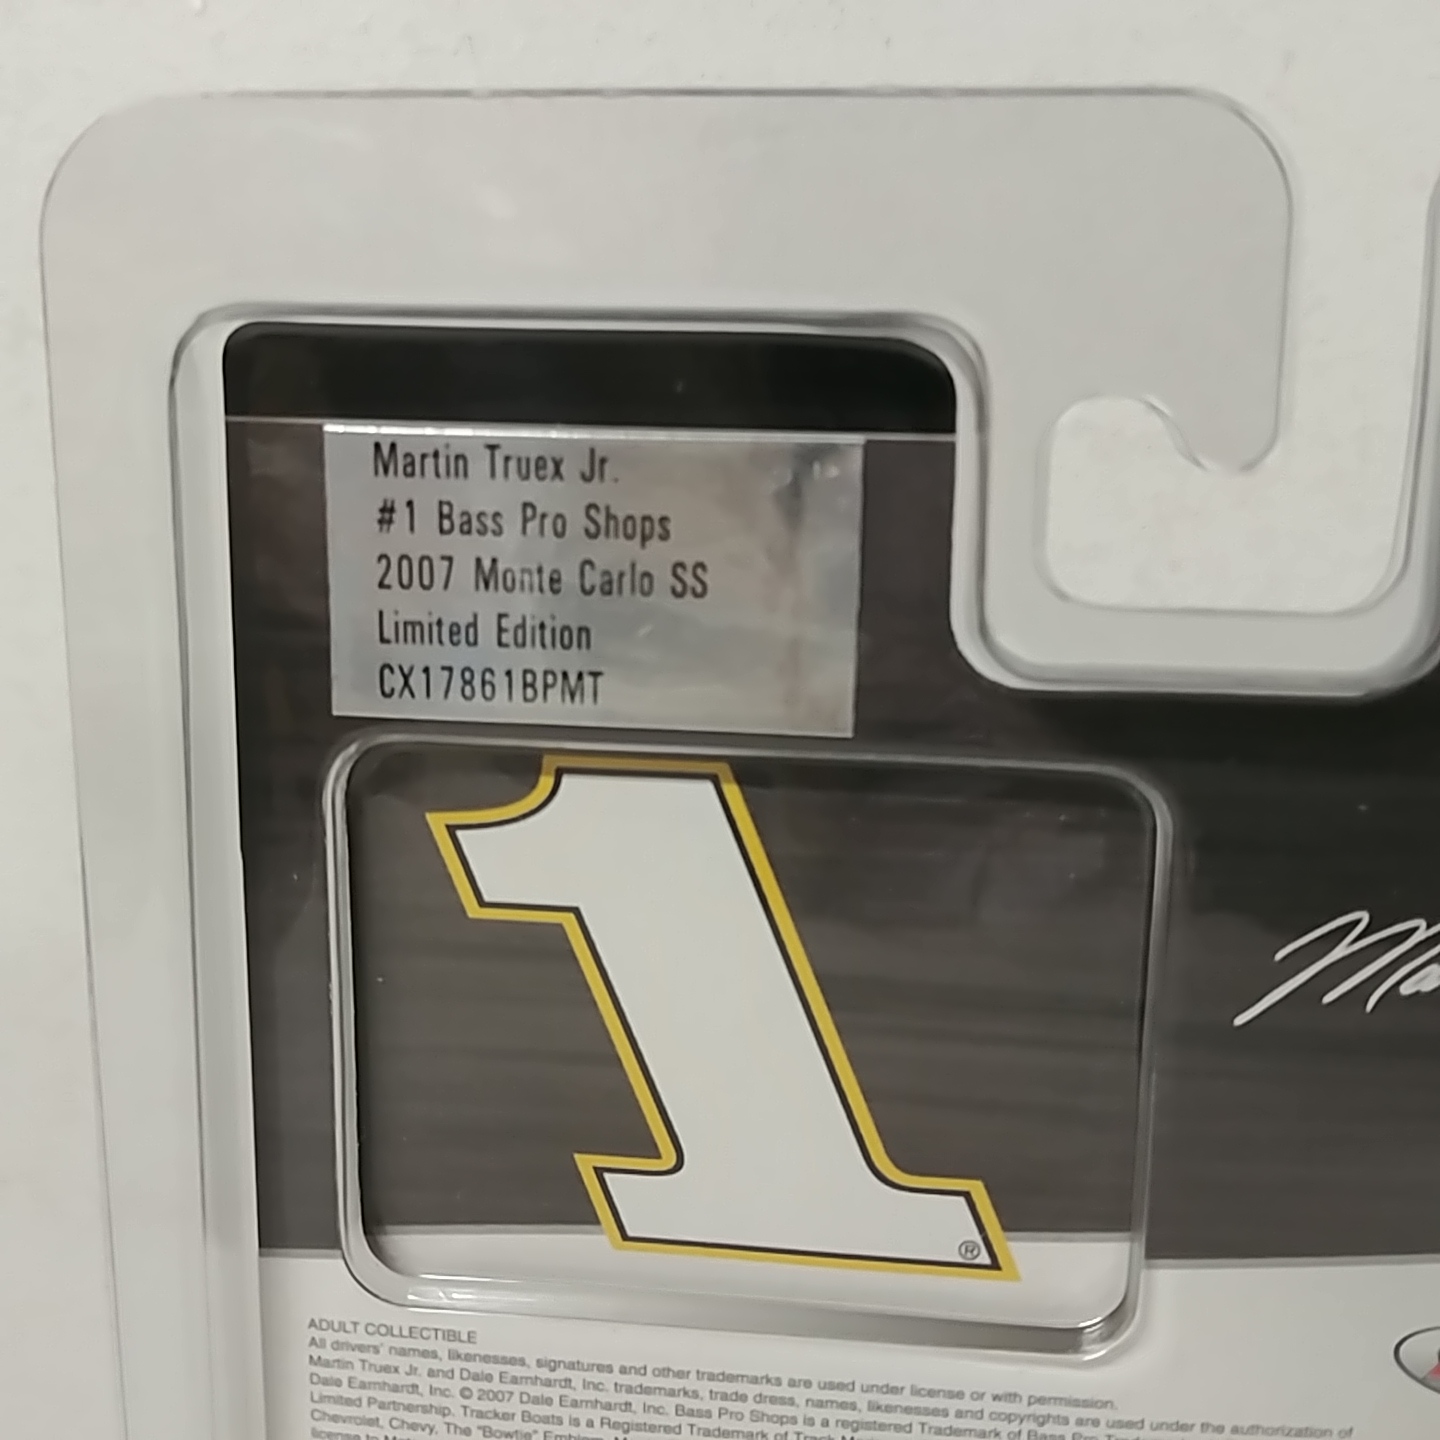 Martin Truex Jr.
#1 Bass Pro Shops
2007 Monte Carlo SS
Limited Edition
CX17861BPMT
1
®
ADULT COLLECTIBLE
All drivers' names, likenesses, signatures and other trademarks are used under license or with permission.
Martin Truex Jr. and Dale Earnhardt, Inc. trademarks, trade dress, names, likenesses and copyrights are used under the authorization of
Dale Earnhardt, Inc. © 2007 Dale Earnhardt, Inc. Bass Pro Shops is a registered Trademark of Bass Pro
Limited Partnership. Tracker Boats is a Registered Trademark of
Chevrolet, Chevy, The "Bowtie" Emblem,
license to